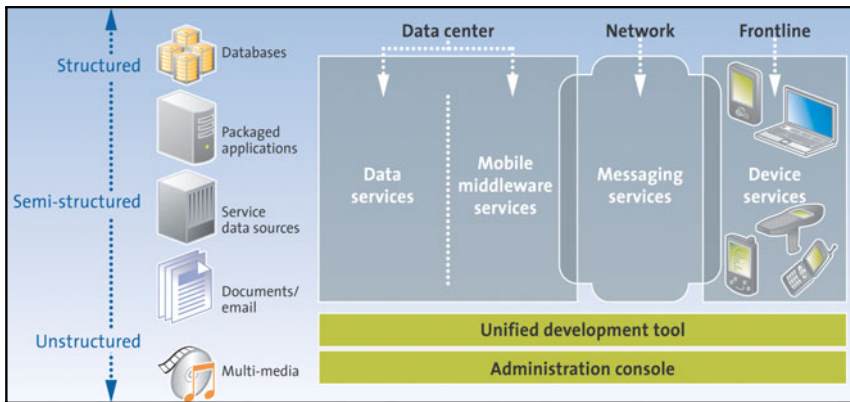 Structured
Semi-structured
Unstructured
Databases
Packaged
applications
Service
data sources
Documents/
email
Multi-media
Data center
Network
Frontline
Data
services
Mobile
middleware
services
Messaging
services
Device
services
Unified development tool
Administration console